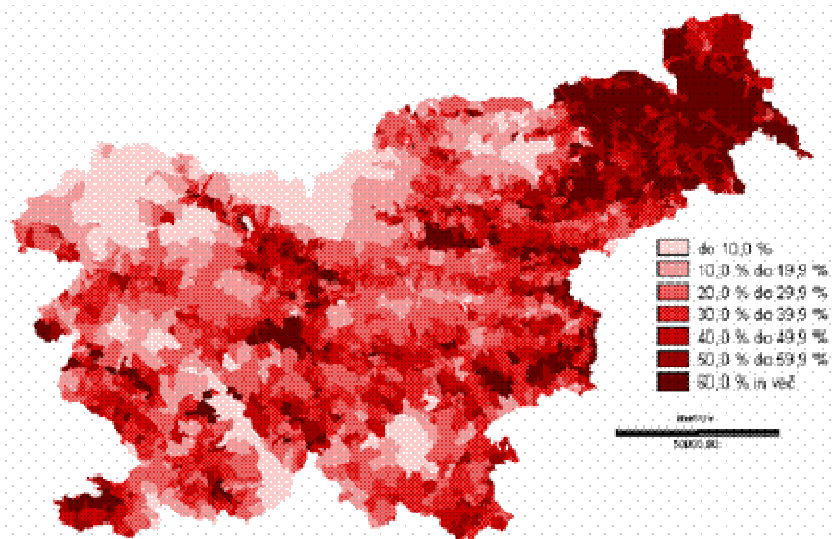 do 10,0 %
10,0 % do 19,9 %
20,0 % do 29,9 %
30,0 % do 39,9 %
40,0 % do 49,9 %
50,0 % do 59,9 %
60,0 % in več